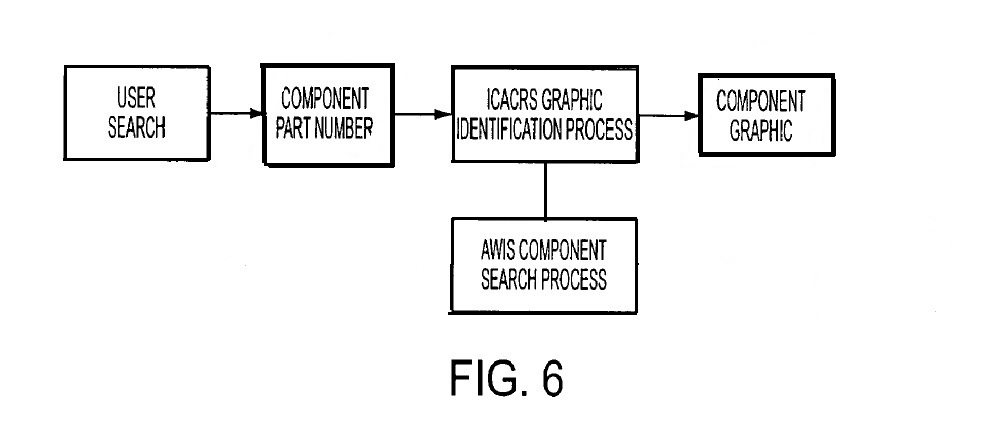 USER
SEARCH
COMPONENT
PART NUMBER
ICACRS GRAPHIC
IDENTIFICATION PROCESS
COMPONENT
GRAPHIC
AWIS COMPONENT
SEARCH PROCESS
FIG. 6